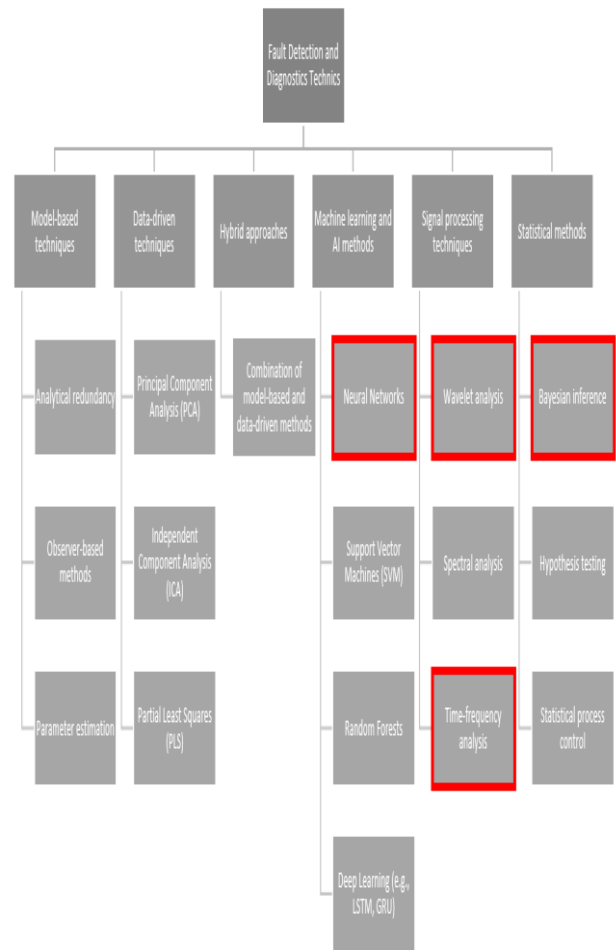 Fault Detection and
Diagnostics Technics
Model-based
techniques
Data-driven
techniques
Hybrid approaches
Machine learning and
AI methods
Signal processing
techniques
Statistical methods
Analytical redundancy
Principal Component
Analysis (PCA)
Combination of
model-based and
data-driven methods
Neural Networks
Wavelet analysis
Bayesian inference
Observer-based
methods
Independent
Component Analysis
(ICA)
Support Vector
Machines (SVM)
Spectral analysis
Hypothesis testing
Parameter estimation
Partial Least Squares
(PLS)
Random Forests
Time-frequency
analysis
Statistical process
control
Deep Learning (e.g.,
LSTM, GRU)